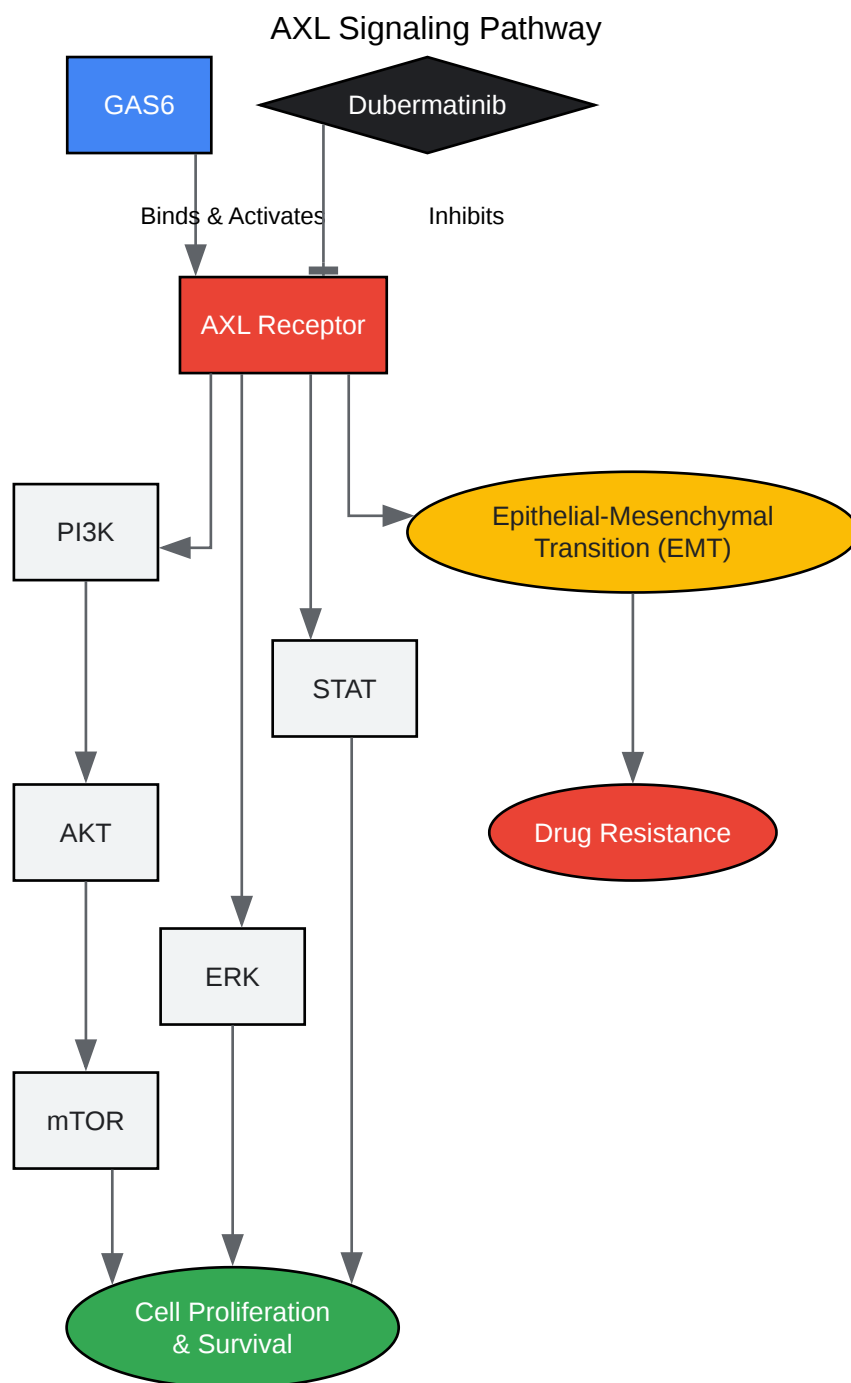 AXL Signaling Pathway
GAS6
Dubermatinib
Binds & Activates
Inhibits
AXL Receptor
PI3K
Epithelial-Mesenchymal
Transition (EMT)
STAT
AKT
Drug Resistance
ERK
mTOR
Cell Proliferation
& Survival